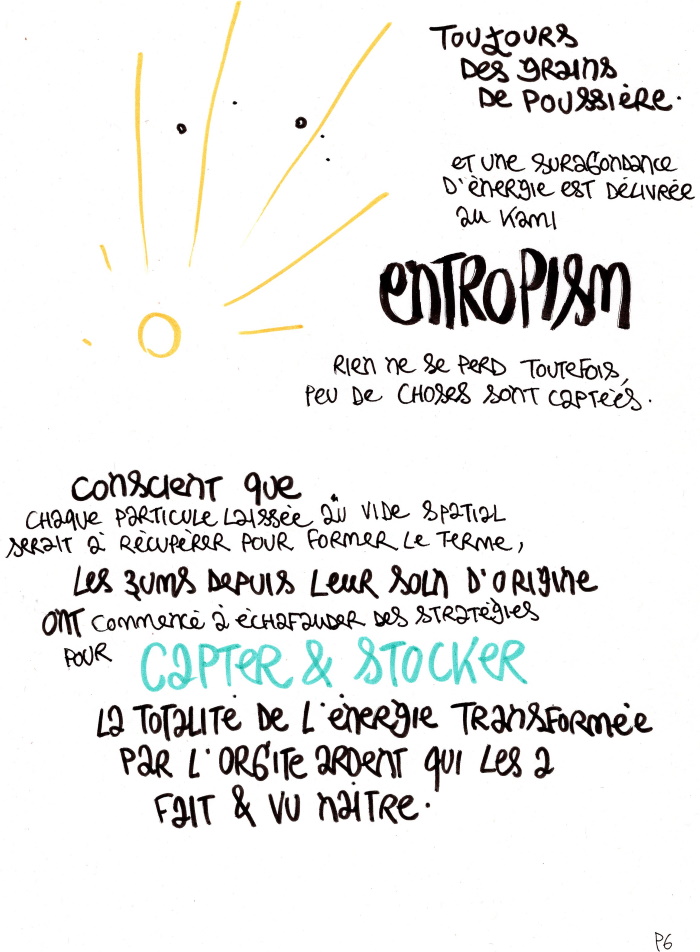 TOUJOURS
DES GRAINS
DE POUSSIÈRE.
ET UNE SURABONDANCE
D'ÈNERGIE EST DÉLIVRÉE
AU KAMI
ENTROPISM
RIEN NE SE PERD TOUTEFOIS,
PEU DE CHOSES SONT CAPTÉES.
CONSCIENT QUE
CHAQUE PARTICULE LAISSÉE AU VIDE SPATIAL
SERAIT À RÉCUPÉRER POUR FORMER LE TERME,
LES ZUMS DEPUIS LEUR SOLN D'ORIGINE
ONT COMMENCÉ À ÉCHAFAUDER DES STRATÉGIES
POUR CAPTER & STOCKER
LA TOTALITÉ DE L'ÉNERGIE TRANSFORMÉE
PAR L'ORBITE ARDENT QUI LES A
FAIT & VU NAITRE.
P6